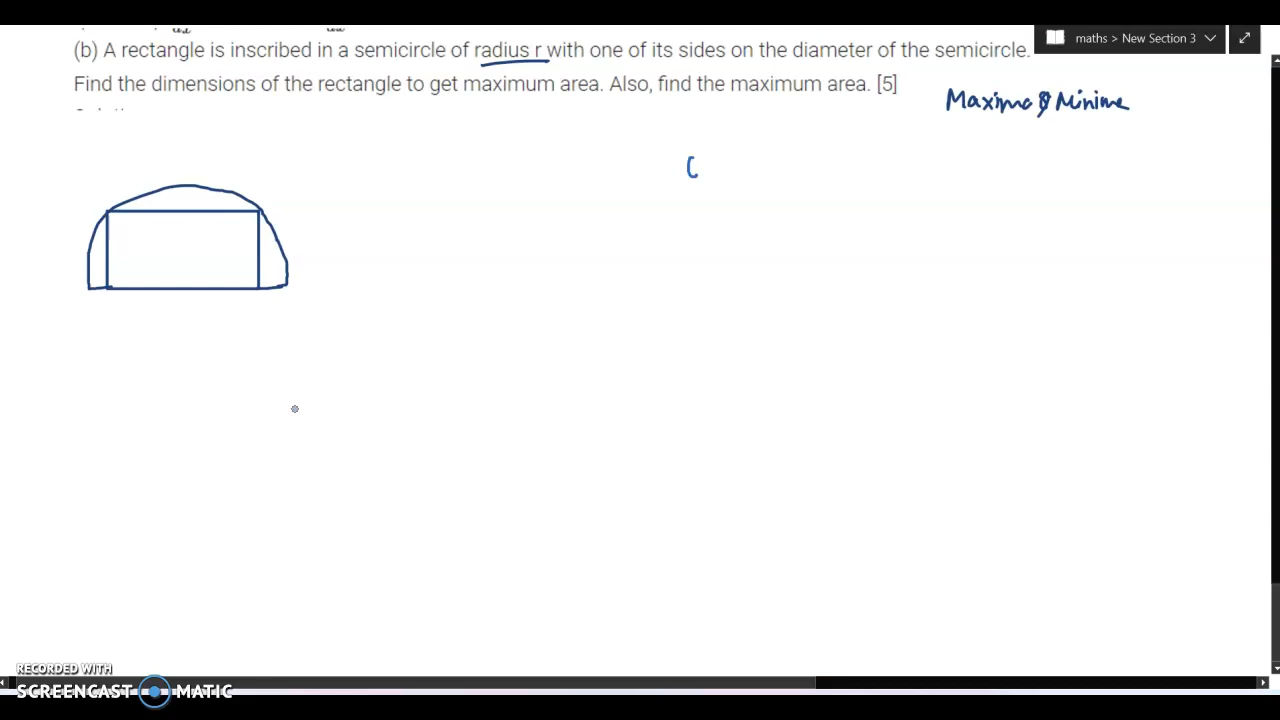 (b) A rectangle is inscribed in a semicircle of radius r with one of its sides on the diameter of the semicircle.
maths > New Section 3
Find the dimensions of the rectangle to get maximum area. Also, find the maximum area. [5]
Maxima & Minima
RECORDED WITH
SCREENCAST MATIC